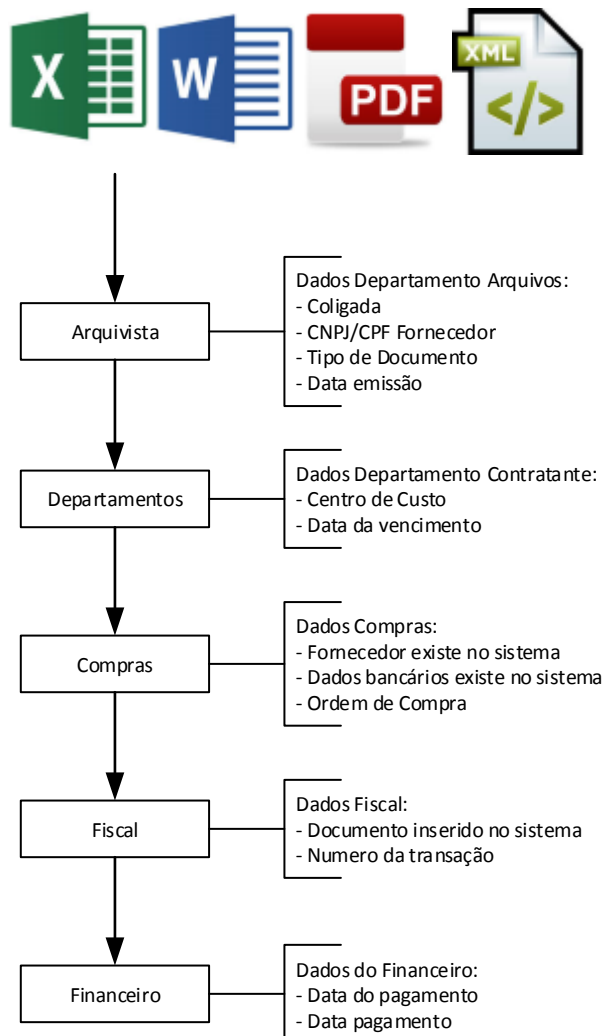 X
W
PDF
XML
</>
Arquivista
Dados Departamento Arquivos:
- Coligada
- CNPJ/CPF Fornecedor
- Tipo de Documento
- Data emissão
Departamentos
Dados Departamento Contratante:
- Centro de Custo
- Data da vencimento
Compras
Dados Compras:
- Fornecedor existe no sistema
- Dados bancários existe no sistema
- Ordem de Compra
Fiscal
Dados Fiscal:
- Documento inserido no sistema
- Numero da transação
Financeiro
Dados do Financeiro:
- Data do pagamento
- Data pagamento